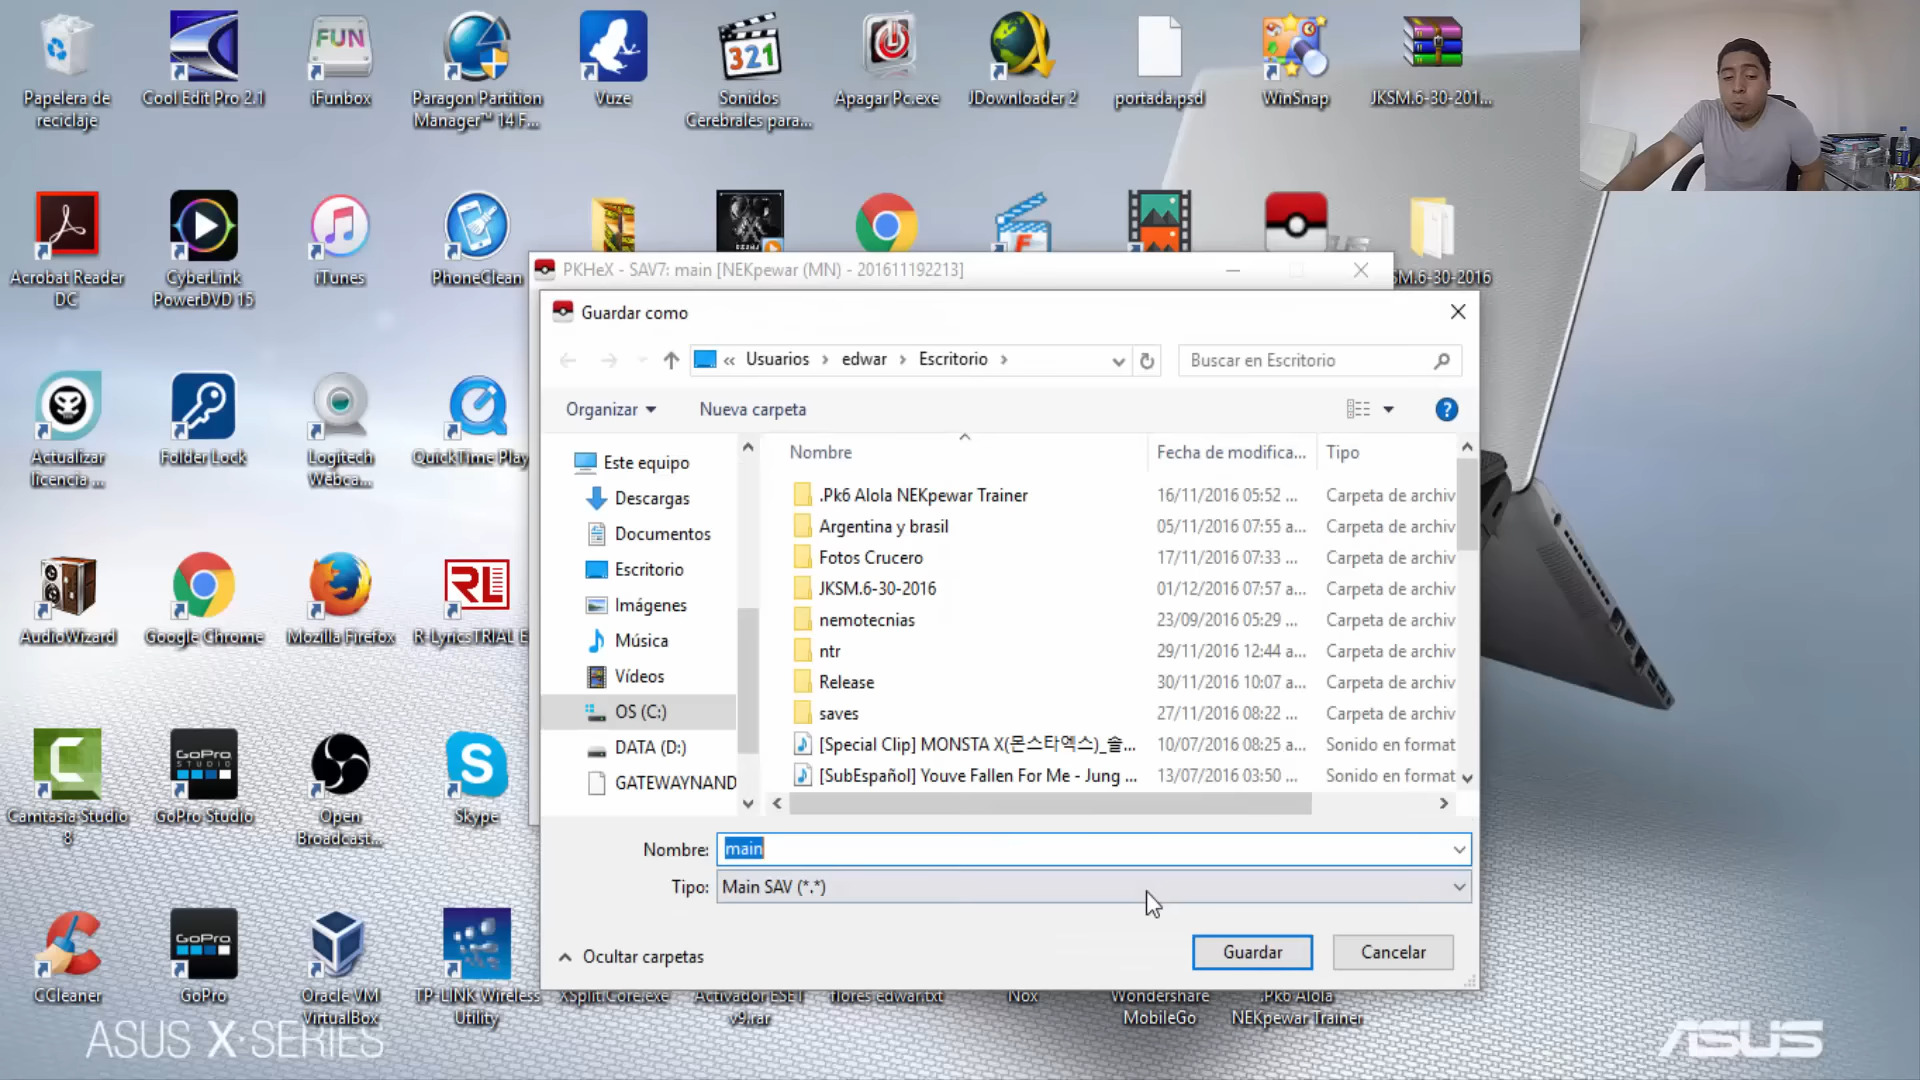 Papelera de
reciclaje
Cool Edit Pro 2.1
iFunbox
Paragon Partition
Manager™ 14 F...
Vuze
Sonidos
Cerebrales para...
Apagar Pc.exe
JDownloader 2
portada.psd
WinSnap
JKSM.6-30-201...
FUN
321
Acrobat Reader
DC
CyberLink
PowerDVD 15
iTunes
PhoneClean
SM.6-30-2016
PKHeX - SAV7: main [NEKpewar (MN) - 201611192213]
Guardar como
« Usuarios › edwar › Escritorio ›
Buscar en Escritorio
Organizar
Nueva carpeta
?
Actualizar
licencia ...
Folder Lock
Logitech
Webca...
QuickTime Play
Este equipo
Descargas
Documentos
Escritorio
Imágenes
Música
Vídeos
OS (C:)
DATA (D:)
GATEWAYNAND
Nombre
Fecha de modifica...
Tipo
.Pk6 Alola NEKpewar Trainer
16/11/2016 05:52 ...
Carpeta de archiv
Argentina y brasil
05/11/2016 07:55 a...
Carpeta de archiv
Fotos Crucero
17/11/2016 07:33 ...
Carpeta de archiv
JKSM.6-30-2016
01/12/2016 07:57 a...
Carpeta de archiv
nemotecnias
23/09/2016 05:29 ...
Carpeta de archiv
ntr
29/11/2016 12:44 a...
Carpeta de archiv
Release
30/11/2016 10:07 a...
Carpeta de archiv
saves
27/11/2016 08:22 ...
Carpeta de archiv
[Special Clip] MONSTA X(몬스타엑스)_솔...
10/07/2016 08:25 a...
Sonido en format
[SubEspañol] Youve Fallen For Me - Jung ...
13/07/2016 03:50 ...
Sonido en format
AudioWizard
Google Chrome
Mozilla Firefox
RL
R-LyricsTRIAL E
Camtasia Studio
8
GoPro
STUDIO
GoPro Studio
Open
Broadcast...
Skype
Nombre:
main
Tipo:
Main SAV (*.*)
Ocultar carpetas
Guardar
Cancelar
CCleaner
GoPro
GoPro
Oracle VM
VirtualBox
TP-LINK Wireless
Utility
XSplit.Core.exe
Activador ESET
v9.rar
flores edwar.txt
Nox
Wondershare
MobileGo
.Pk6 Alola
NEKpewar Trainer
ASUS X-SERIES
ASUS